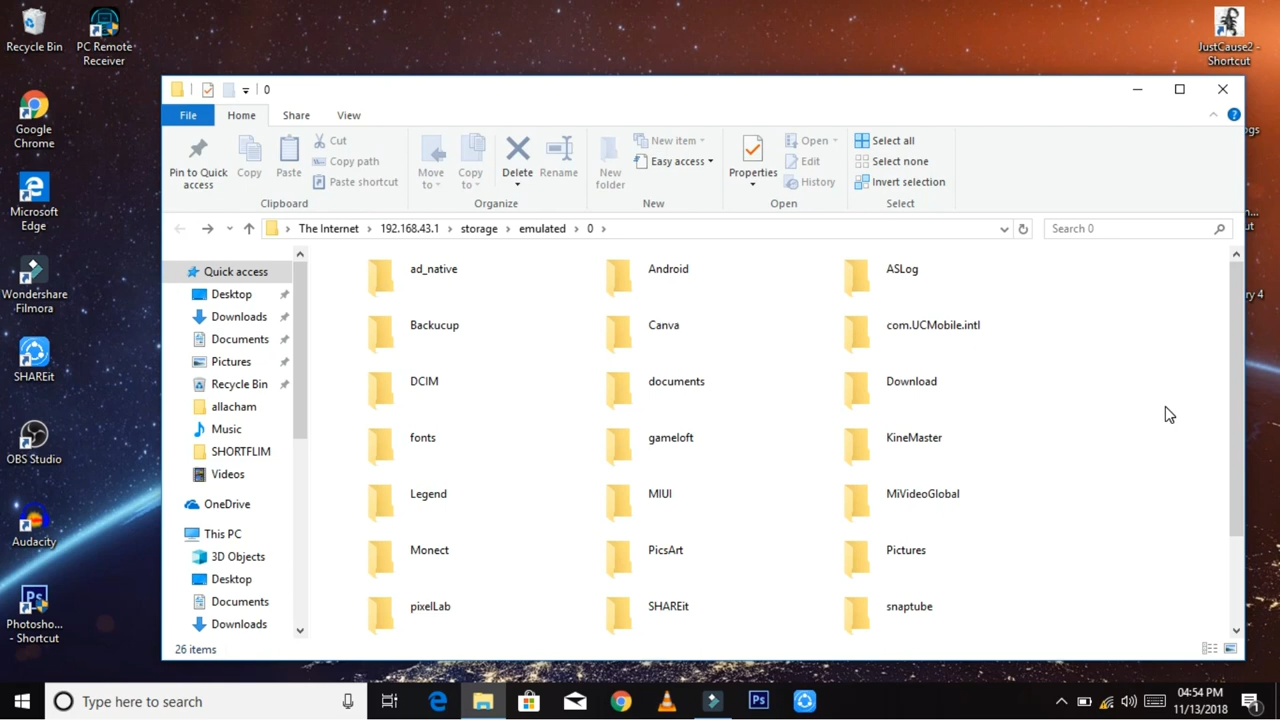 Recycle Bin
PC Remote
Receiver
Google
Chrome
Microsoft
Edge
Wondershare
Filmora
SHAREit
OBS Studio
Audacity
Photosho...
- Shortcut
JustCause2 -
Shortcut
0
File
Home
Share
View
Pin to Quick
access
Copy
Paste
Cut
Copy path
Paste shortcut
Clipboard
Move
to
Copy
to
Delete
Rename
Organize
New
folder
New item
Easy access
New
Properties
Open
Edit
History
Open
Select all
Select none
Invert selection
Select
The Internet > 192.168.43.1 > storage > emulated > 0 >
Search 0
Quick access
Desktop
Downloads
Documents
Pictures
Recycle Bin
allacham
Music
SHORTFLIM
Videos
OneDrive
This PC
3D Objects
Desktop
Documents
Downloads
ad_native
Android
ASLog
Backucup
Canva
com.UCMobile.intl
DCIM
documents
Download
fonts
gameloft
KineMaster
Legend
MIUI
MiVideoGlobal
Monect
PicsArt
Pictures
pixelLab
SHAREit
snaptube
26 items
Type here to search
Ps
04:54 PM
11/13/2018
1